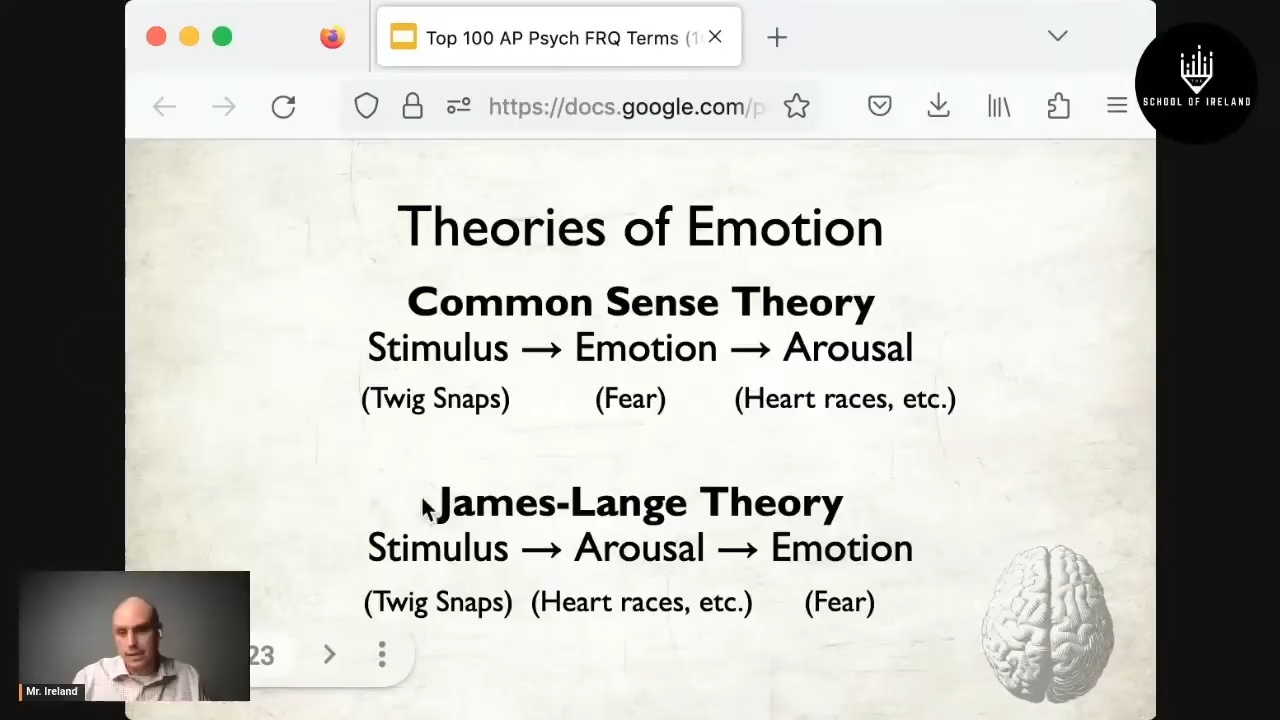 Top 100 AP Psych FRQ Terms (1
https://docs.google.com/p
THE
SCHOOL OF IRELAND
Theories of Emotion
Common Sense Theory
Stimulus → Emotion → Arousal
(Twig Snaps) (Fear) (Heart races, etc.)
James-Lange Theory
Stimulus → Arousal → Emotion
(Twig Snaps) (Heart races, etc.) (Fear)
23
Mr. Ireland